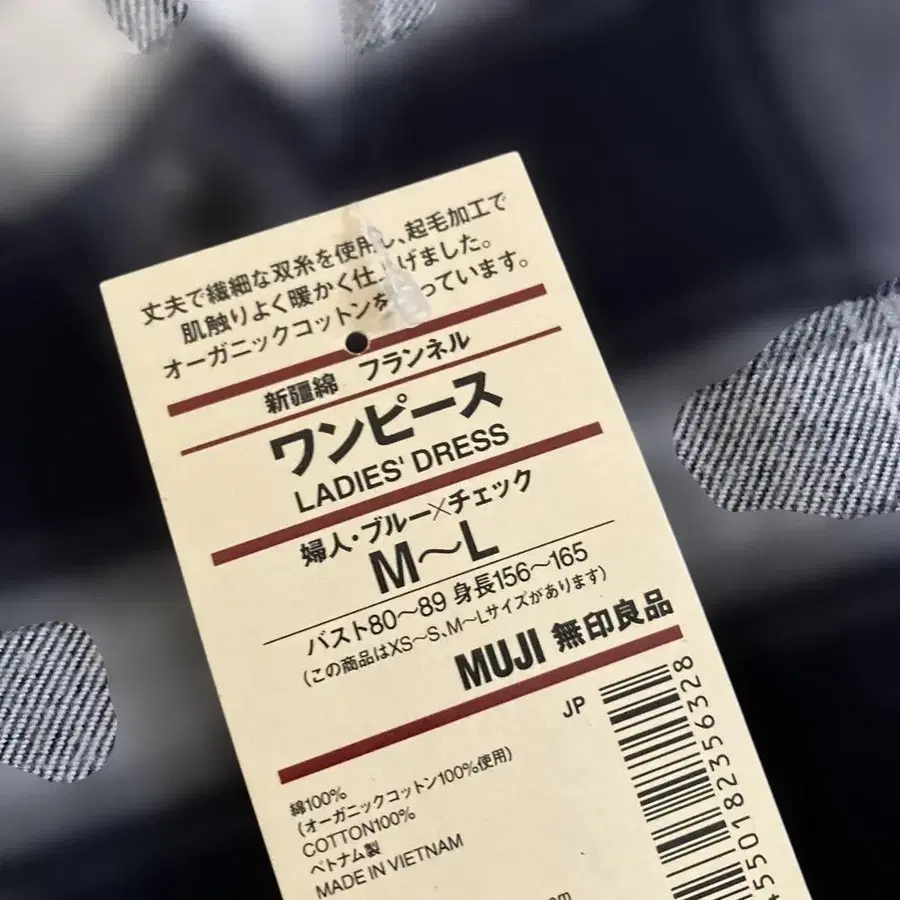 丈夫で繊細な双糸を使用し、起毛加工で
肌触りよく暖かく仕上げました。
オーガニックコットンを っています。
新疆綿 フランネル
ワンピース
LADIES' DRESS
婦人・ブルー×チェック
M〜L
バスト80〜89 身長156〜165
(この商品はXS〜S、M〜Lサイズがあります)
MUJI 無印良品
JP
綿100%
(オーガニックコットン100%使用)
COTTON100%
ベトナム製
MADE IN VIETNAM
550182356328